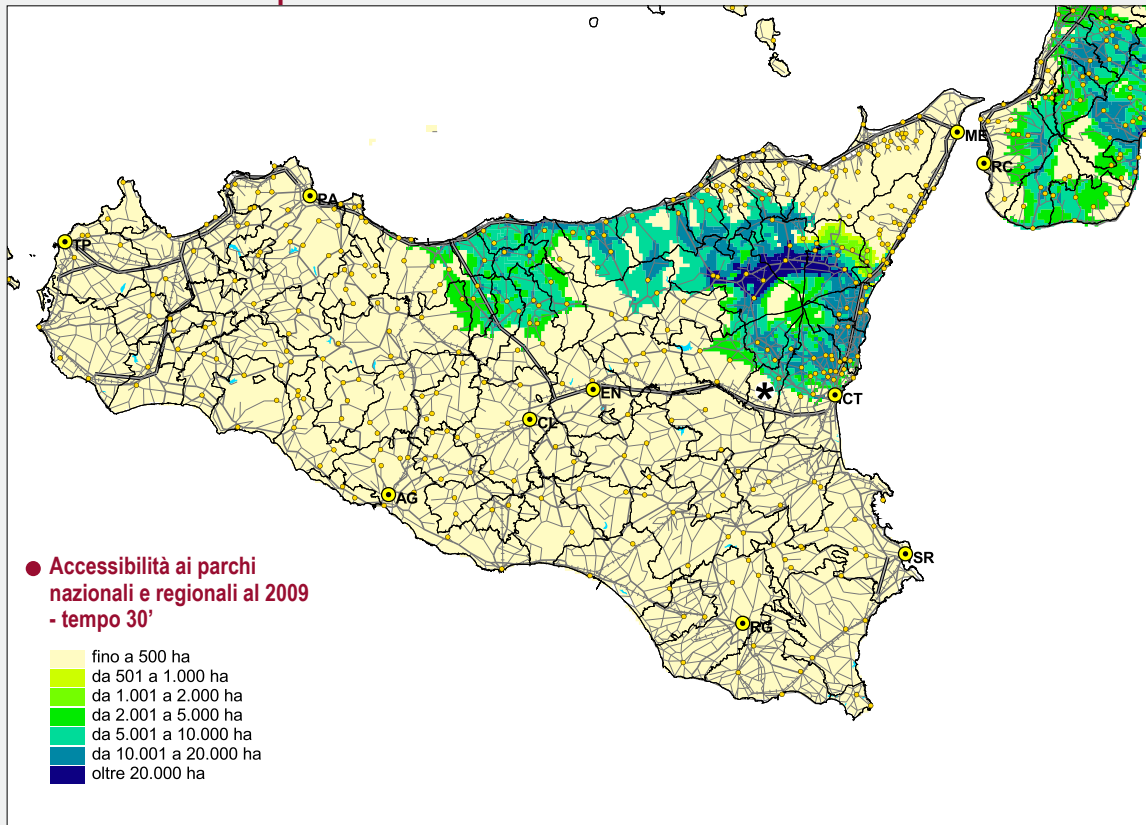 ME
RC
PA
TP
EN
*
CT
CL
AG
SR
RG
● Accessibilità ai parchi
nazionali e regionali al 2009
- tempo 30’
fino a 500 ha
da 501 a 1.000 ha
da 1.001 a 2.000 ha
da 2.001 a 5.000 ha
da 5.001 a 10.000 ha
da 10.001 a 20.000 ha
oltre 20.000 ha